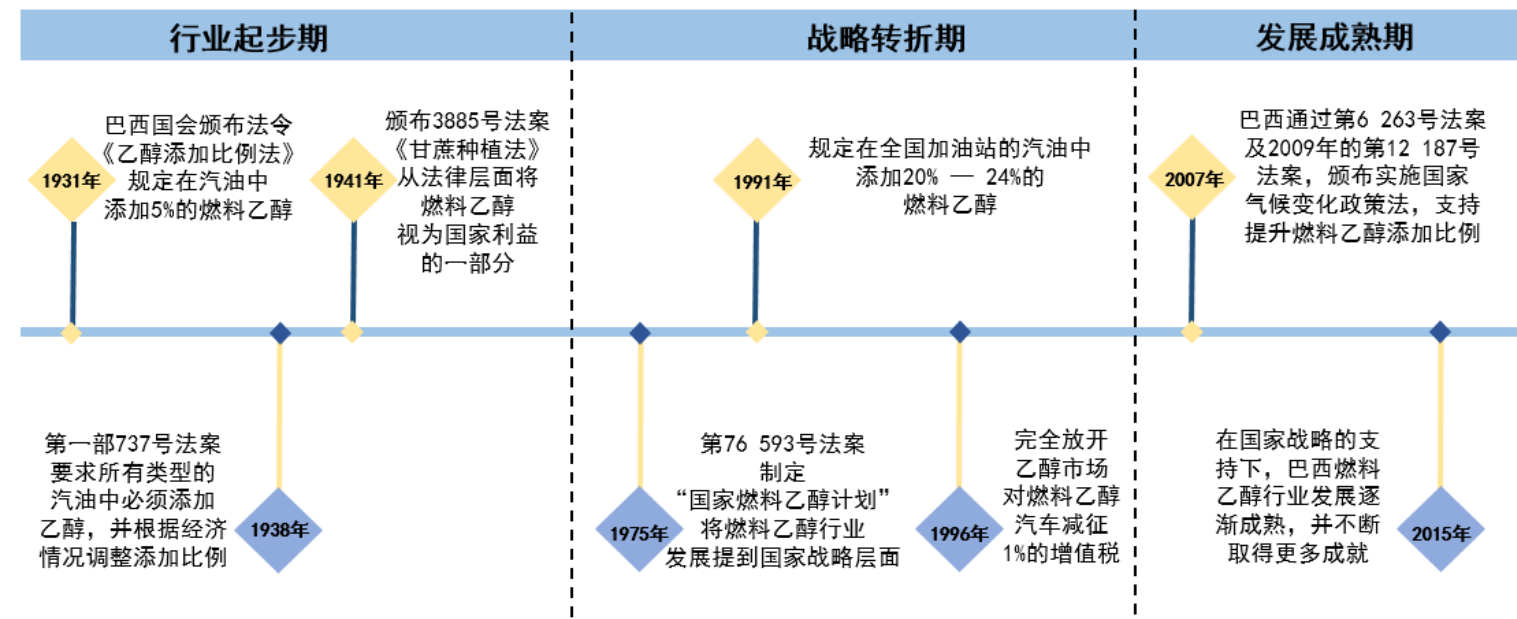 行业起步期
战略转折期
发展成熟期
1931年
巴西国会颁布法令
《乙醇添加比例法》
规定在汽油中
添加5%的燃料乙醇
1941年
颁布3885号法案
《甘蔗种植法》
从法律层面将
燃料乙醇
视为国家利益
的一部分
1991年
规定在全国加油站的汽油中
添加20% — 24%的
燃料乙醇
2007年
巴西通过第6 263号法案
及2009年的第12 187号
法案，颁布实施国家
气候变化政策法，支持
提升燃料乙醇添加比例
第一部737号法案
要求所有类型的
汽油中必须添加
乙醇，并根据经济
情况调整添加比例
1938年
1975年
第76 593号法案
制定
“国家燃料乙醇计划”
将燃料乙醇行业
发展提到国家战略层面
1996年
完全放开
乙醇市场
对燃料乙醇
汽车减征
1%的增值税
在国家战略的支
持下，巴西燃料
乙醇行业发展逐
渐成熟，并不断
取得更多成就
2015年